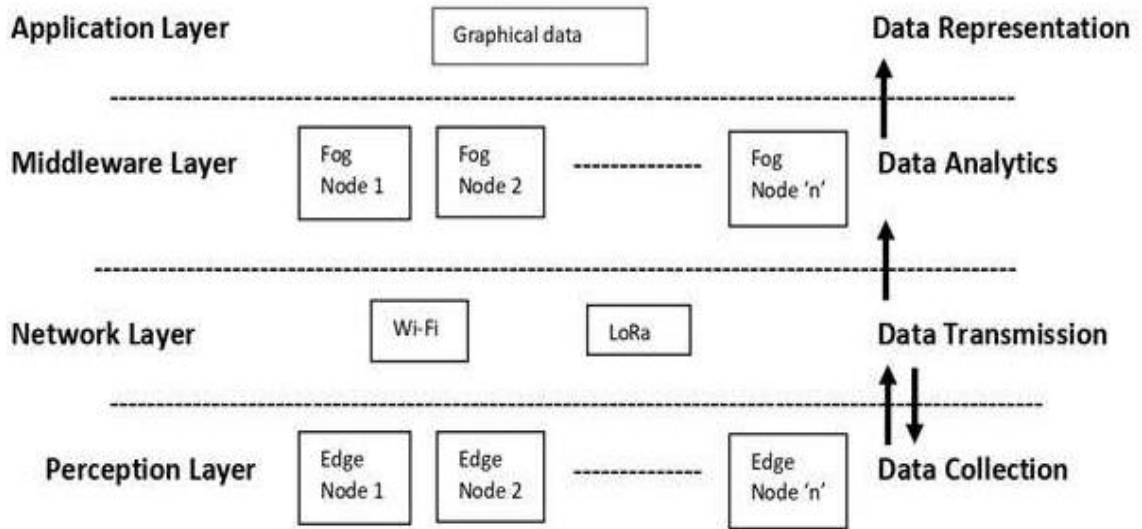 Application Layer
Graphical data
Data Representation
Middleware Layer
Fog
Node 1
Fog
Node 2
Fog
Node ‘n’
Data Analytics
Network Layer
Wi-Fi
LoRa
Data Transmission
Perception Layer
Edge
Node 1
Edge
Node 2
Edge
Node ‘n’
Data Collection